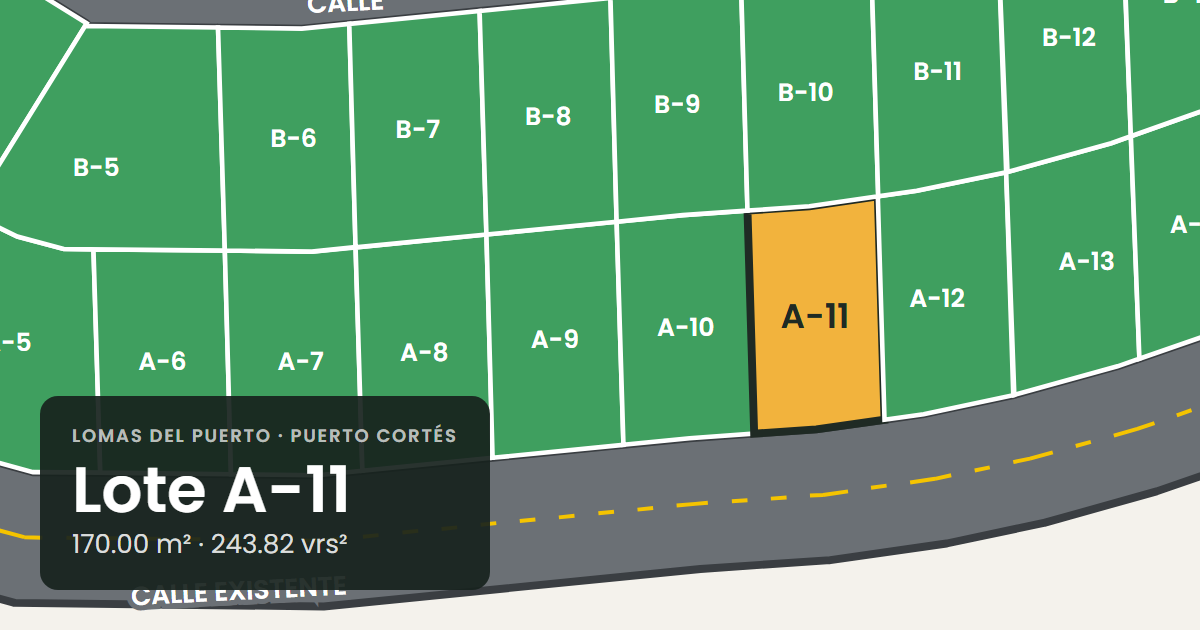 CALLE
B-12
B-11
B-10
B-9
B-8
B-7
B-6
B-5
A-13
A-12
A-11
A-10
A-9
A-8
A-7
A-6
-5
A-
LOMAS DEL PUERTO · PUERTO CORTÉS
Lote A-11
170.00 m² · 243.82 vrs²
CALLE EXISTENTE